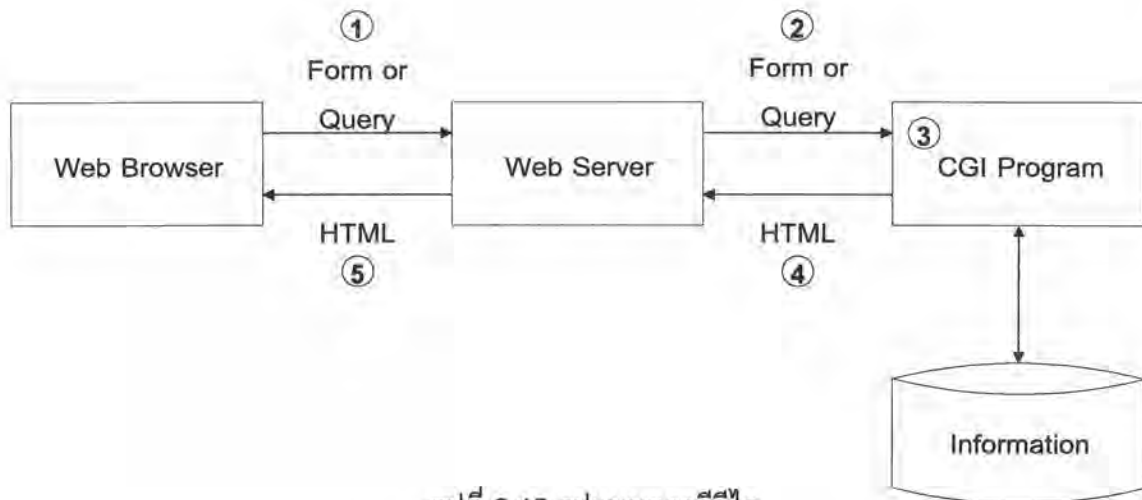 ① ②
Form or Form or
Query Query
③
Web Browser Web Server CGI Program
HTML HTML
⑤ ④
Information